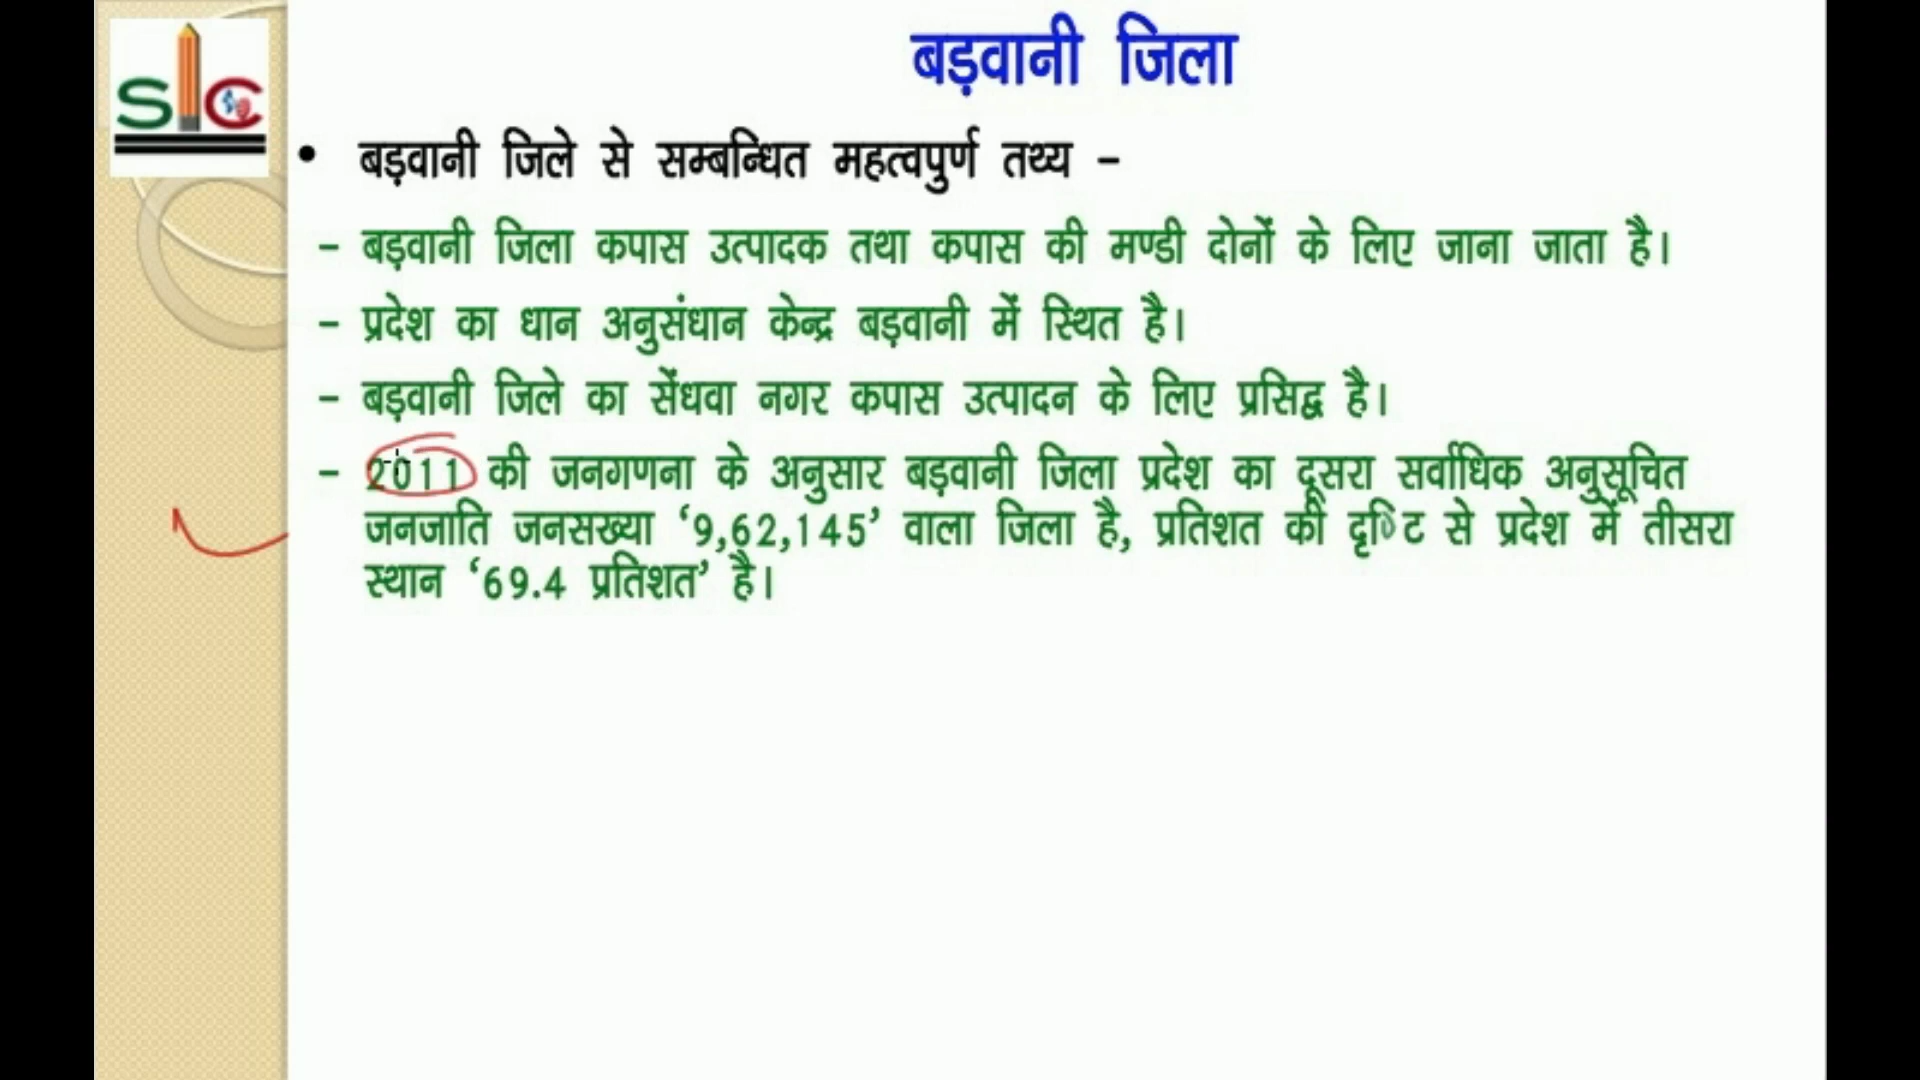 SIC
बड़वानी जिला
• बड़वानी जिले से सम्बन्धित महत्वपुर्ण तथ्य –
– बड़वानी जिला कपास उत्पादक तथा कपास की मण्डी दोनों के लिए जाना जाता है।
– प्रदेश का धान अनुसंधान केन्द्र बड़वानी में स्थित है।
– बड़वानी जिले का सेंधवा नगर कपास उत्पादन के लिए प्रसिद्ध है।
– 2011 की जनगणना के अनुसार बड़वानी जिला प्रदेश का दूसरा सर्वाधिक अनुसूचित
जनजाति जनसख्या ‘9,62,145’ वाला जिला है, प्रतिशत की दृिट से प्रदेश में तीसरा
स्थान ‘69.4 प्रतिशत’ है।